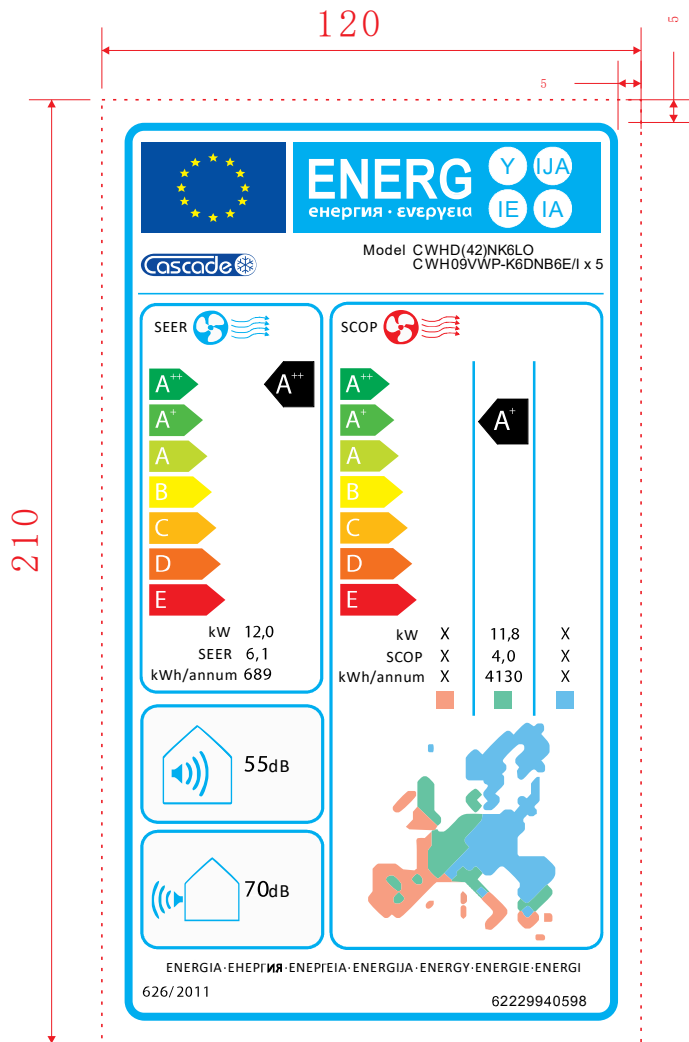 120
5
5
210
ENERG
енергия · ενεργεια
Y IJA
IE IA
Cascade
Model CWHD(42)NK6LO
CWH09VWP-K6DNB6E/I x 5
SEER
A++
A+
A
B
C
D
E
A++
kW 12,0
SEER 6,1
kWh/annum 689
SCOP
A++
A+
A
B
C
D
E
A+
kW X 11,8 X
SCOP X 4,0 X
kWh/annum X 4130 X
55dB
70dB
ENERGIA·ЕНЕРГИЯ·ΕΝΕΡΓΕΙΑ·ENERGIJA·ENERGY·ENERGIE·ENERGI
626/2011
62229940598